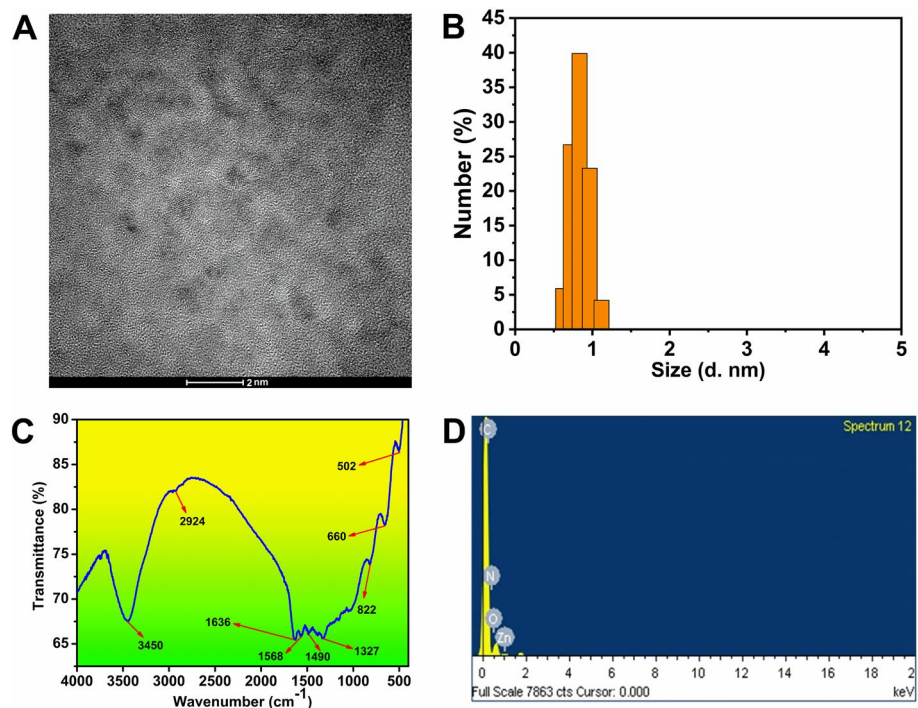 A
2 nm
B
Number (%)
45
40
35
30
25
20
15
10
5
0
0 1 2 3 4 5
Size (d. nm)
C
Transmittance (%)
90
85
80
75
70
65
502
2924
660
822
1636
3450
1568
1490
1327
4000 3500 3000 2500 2000 1500 1000 500
Wavenumber (cm⁻¹)
D
Spectrum 12
C
N
O
Zn
0 2 4 6 8 10 12 14 16 18 2
Full Scale 7863 cts Cursor: 0.000 keV